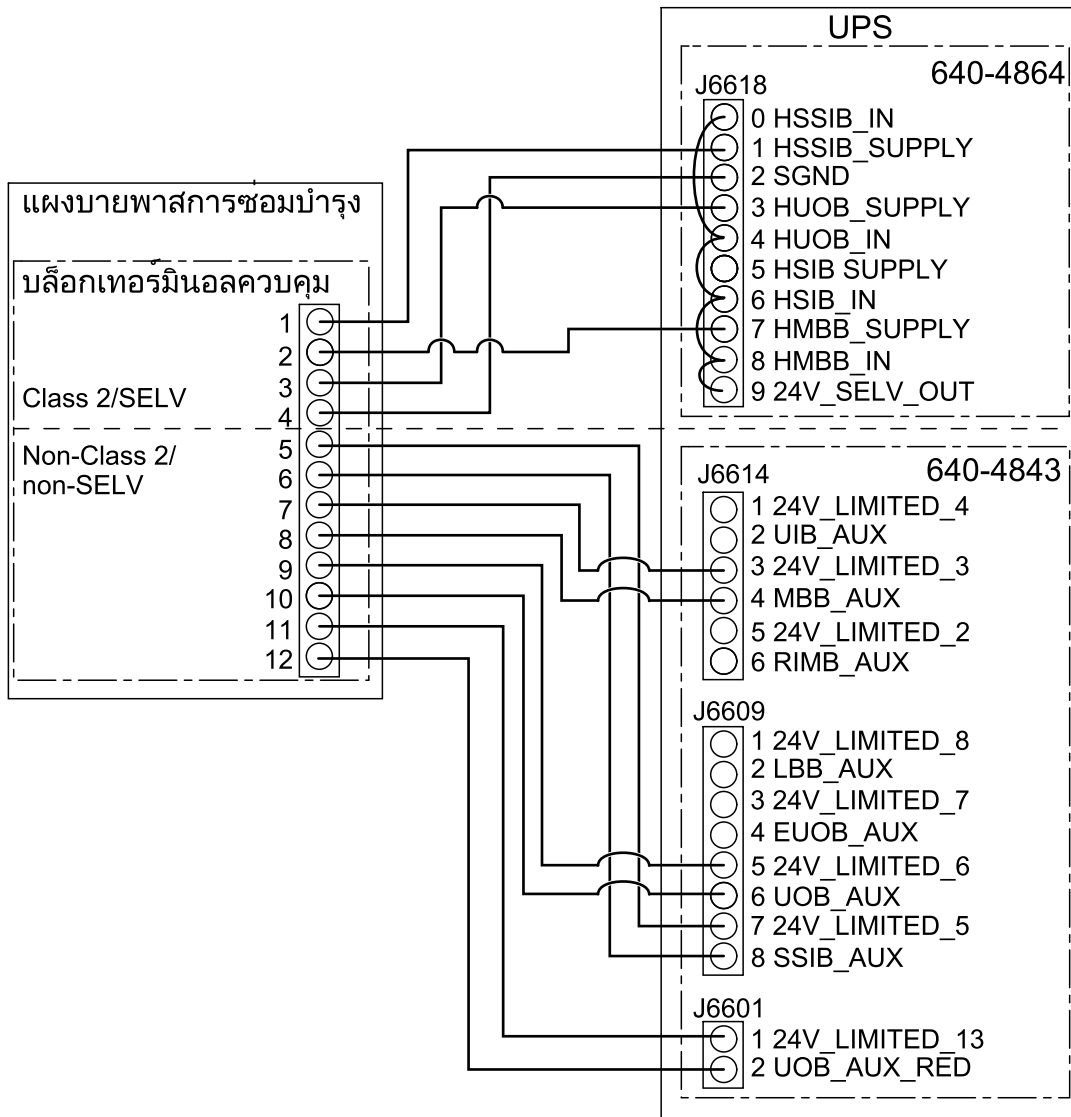 UPS
640-4864
J6618
0 HSSIB_IN
1 HSSIB_SUPPLY
2 SGND
3 HUOB_SUPPLY
4 HUOB_IN
5 HSIB SUPPLY
6 HSIB_IN
7 HMBB_SUPPLY
8 HMBB_IN
9 24V_SELV_OUT
แผงบายพาสการซ่อมบำรุง
บล็อกเทอร์มินอลควบคุม
1
2
3
4
Class 2/SELV
Non-Class 2/
non-SELV
5
6
7
8
9
10
11
12
640-4843
J6614
1 24V_LIMITED_4
2 UIB_AUX
3 24V_LIMITED_3
4 MBB_AUX
5 24V_LIMITED_2
6 RIMB_AUX
J6609
1 24V_LIMITED_8
2 LBB_AUX
3 24V_LIMITED_7
4 EUOB_AUX
5 24V_LIMITED_6
6 UOB_AUX
7 24V_LIMITED_5
8 SSIB_AUX
J6601
1 24V_LIMITED_13
2 UOB_AUX_RED